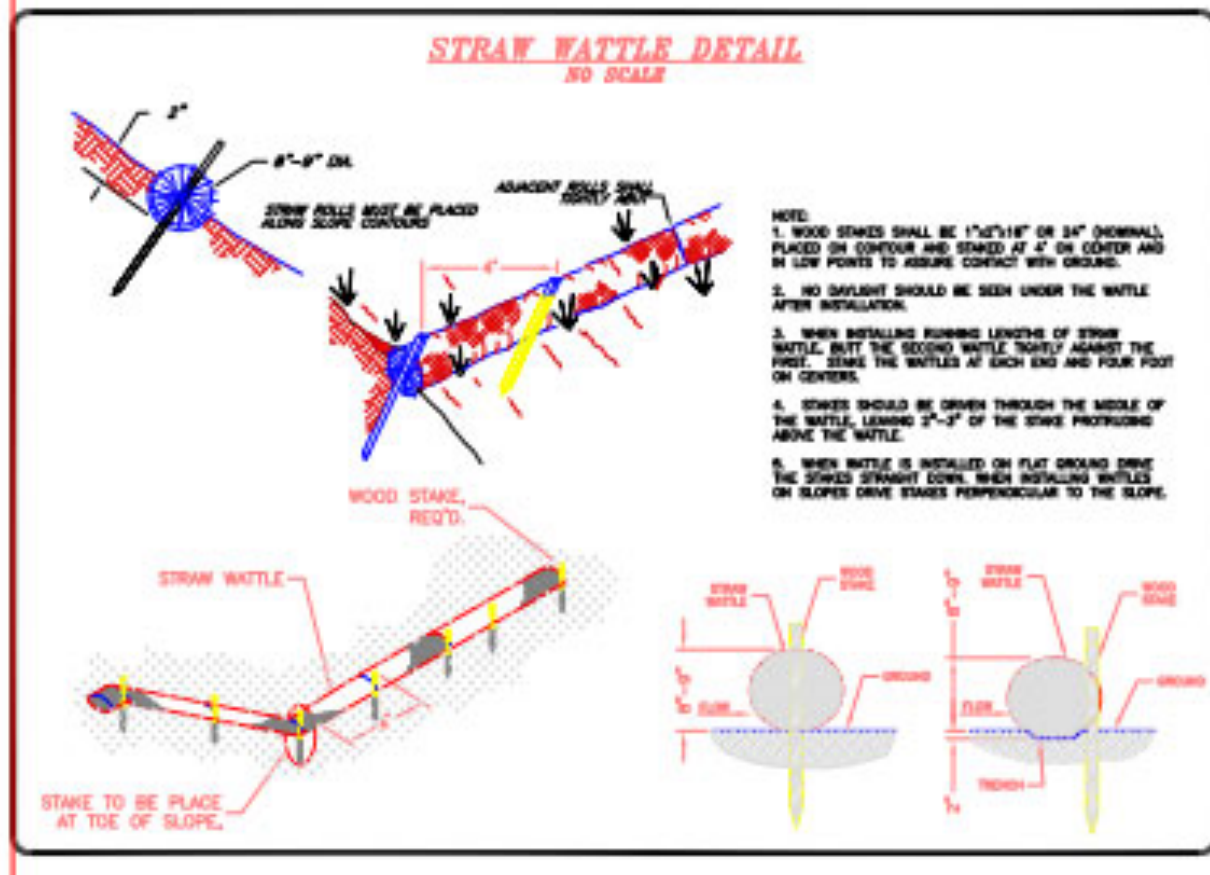 STRAW WATTLE DETAIL
NO SCALE
2"
8"-9" DIA.
STRAW ROLLS MUST BE PLACED
ALONG SLOPE CONTOURS
ADJACENT ROLLS SHALL
TIGHTLY ABUT
4'
NOTE:
1. WOOD STAKES SHALL BE 1"x2"x18" OR 24" (NOMINAL),
PLACED ON CONTOUR AND STAKED AT 4' ON CENTER AND
IN LOW POINTS TO ASSURE CONTACT WITH GROUND.
2. NO DAYLIGHT SHOULD BE SEEN UNDER THE WATTLE
AFTER INSTALLATION.
3. WHEN INSTALLING RUNNING LENGTHS OF STRAW
WATTLE, BUTT THE SECOND WATTLE TIGHTLY AGAINST THE
FIRST. STAKE THE WATTLES AT EACH END AND FOUR FOOT
ON CENTERS.
4. STAKES SHOULD BE DRIVEN THROUGH THE MIDDLE OF
THE WATTLE, LEAVING 2"-3" OF THE STAKE PROTRUDING
ABOVE THE WATTLE.
5. WHEN WATTLE IS INSTALLED ON FLAT GROUND DRIVE
THE STAKES STRAIGHT DOWN. WHEN INSTALLING WATTLES
ON SLOPES DRIVE STAKES PERPENDICULAR TO THE SLOPE.
WOOD STAKE,
REQ'D.
STRAW WATTLE
STAKE TO BE PLACE
AT TOE OF SLOPE.
STRAW
WATTLE
WOOD
STAKE
FLOW
GROUND
STRAW
WATTLE
WOOD
STAKE
FLOW
GROUND
TRENCH
2"